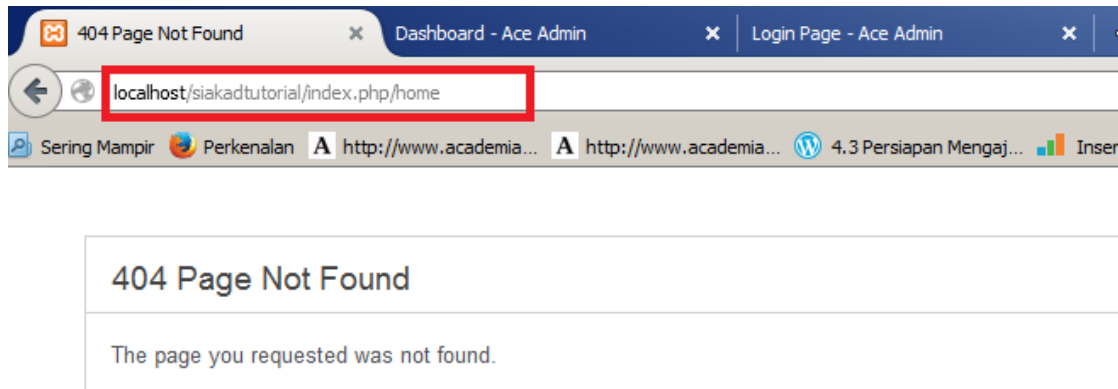 404 Page Not Found Dashboard - Ace Admin Login Page - Ace Admin
localhost/siakadtutorial/index.php/home
Sering Mampir Perkenalan A http://www.academia... A http://www.academia... 4.3 Persiapan Mengaj... Inser
404 Page Not Found
The page you requested was not found.